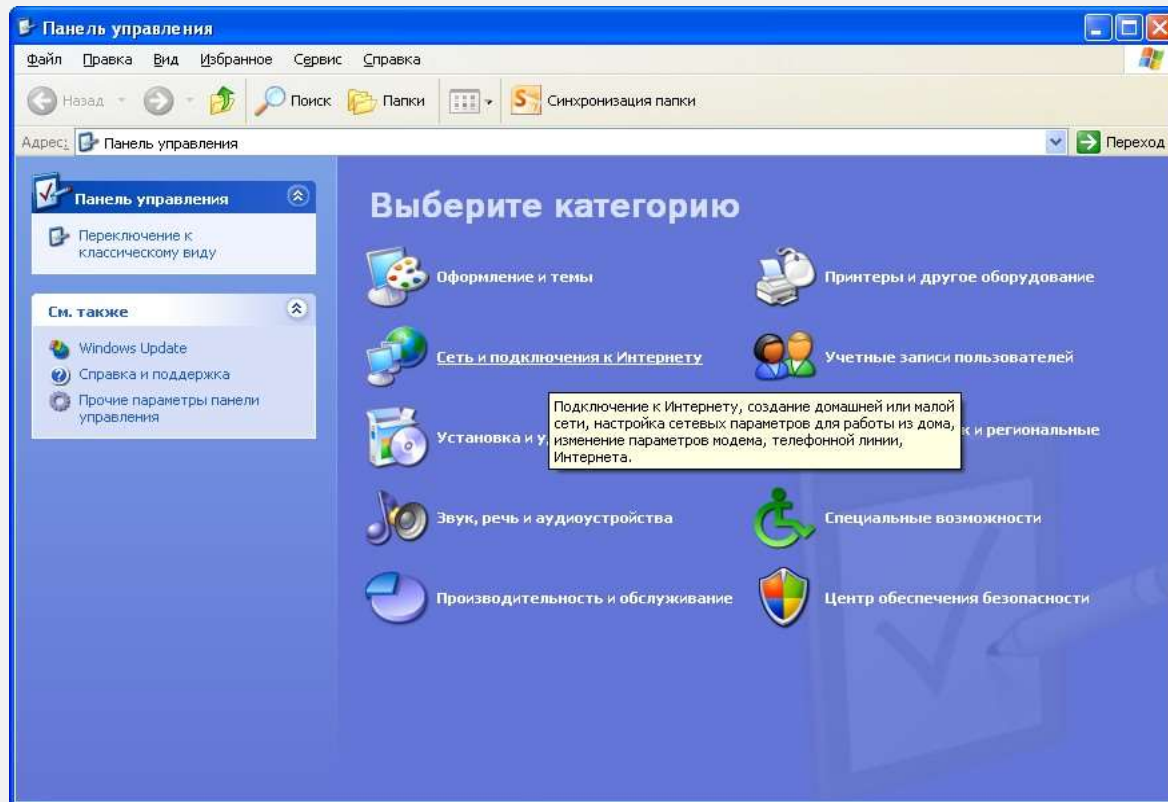 Панель управления
Файл Правка Вид Избранное Сервис Справка
Назад Поиск Папки Синхронизация папки
Адрес: Панель управления Переход
Панель управления
Переключение к
классическому виду
См. также
Windows Update
Справка и поддержка
Прочие параметры панели
управления
Выберите категорию
Оформление и темы
Принтеры и другое оборудование
Сеть и подключения к Интернету
Учетные записи пользователей
Подключение к Интернету, создание домашней или малой
сети, настройка сетевых параметров для работы из дома,
изменение параметров модема, телефонной линии,
Интернета.
Установка и
и региональные
Звук, речь и аудиоустройства
Специальные возможности
Производительность и обслуживание
Центр обеспечения безопасности